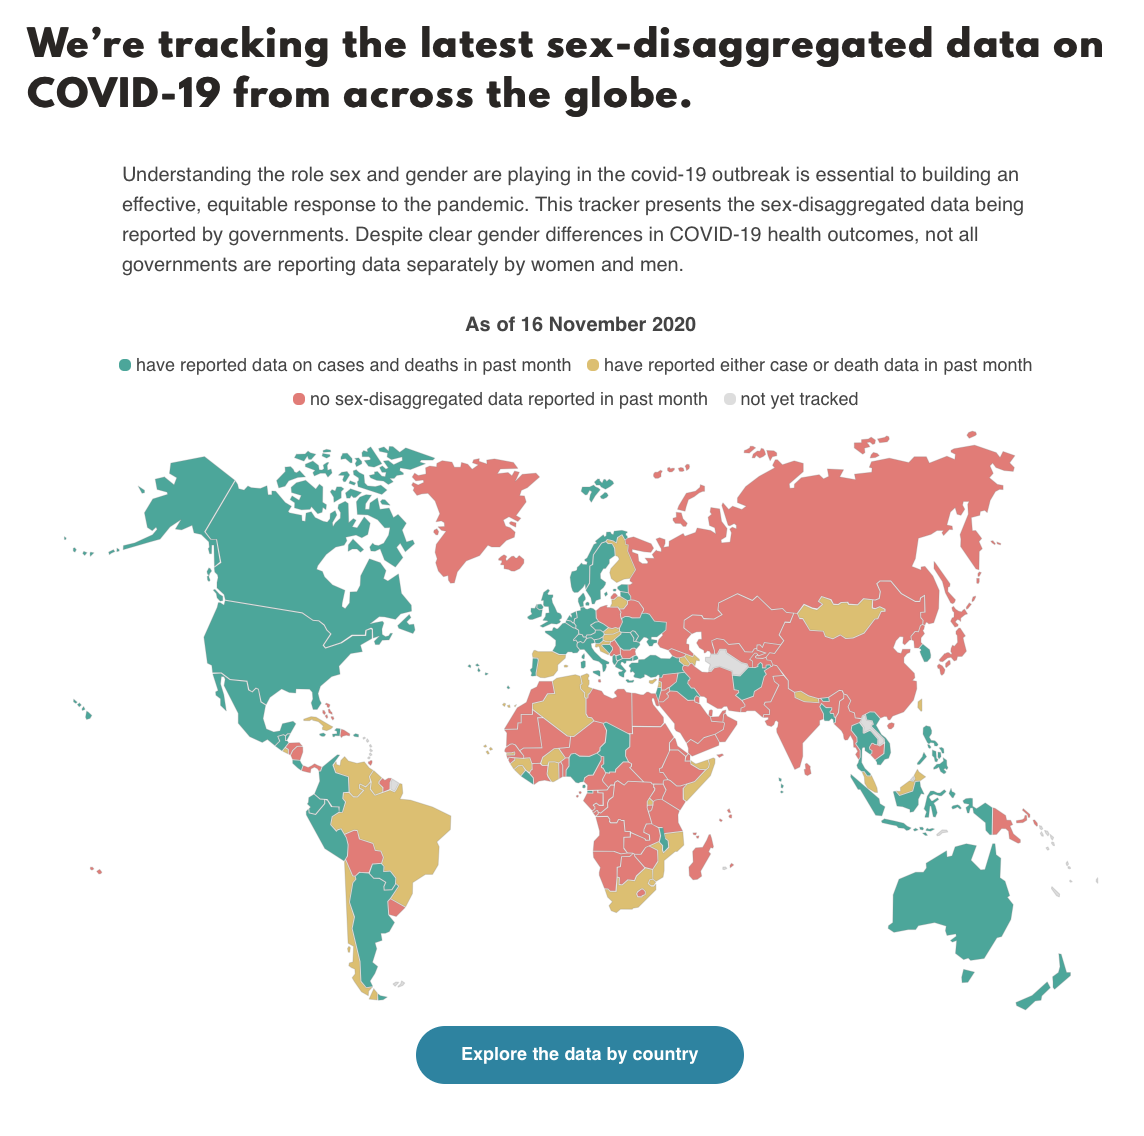 We’re tracking the latest sex-disaggregated data on
COVID-19 from across the globe.
Understanding the role sex and gender are playing in the covid-19 outbreak is essential to building an
effective, equitable response to the pandemic. This tracker presents the sex-disaggregated data being
reported by governments. Despite clear gender differences in COVID-19 health outcomes, not all
governments are reporting data separately by women and men.
As of 16 November 2020
have reported data on cases and deaths in past month have reported either case or death data in past month
no sex-disaggregated data reported in past month not yet tracked
Explore the data by country